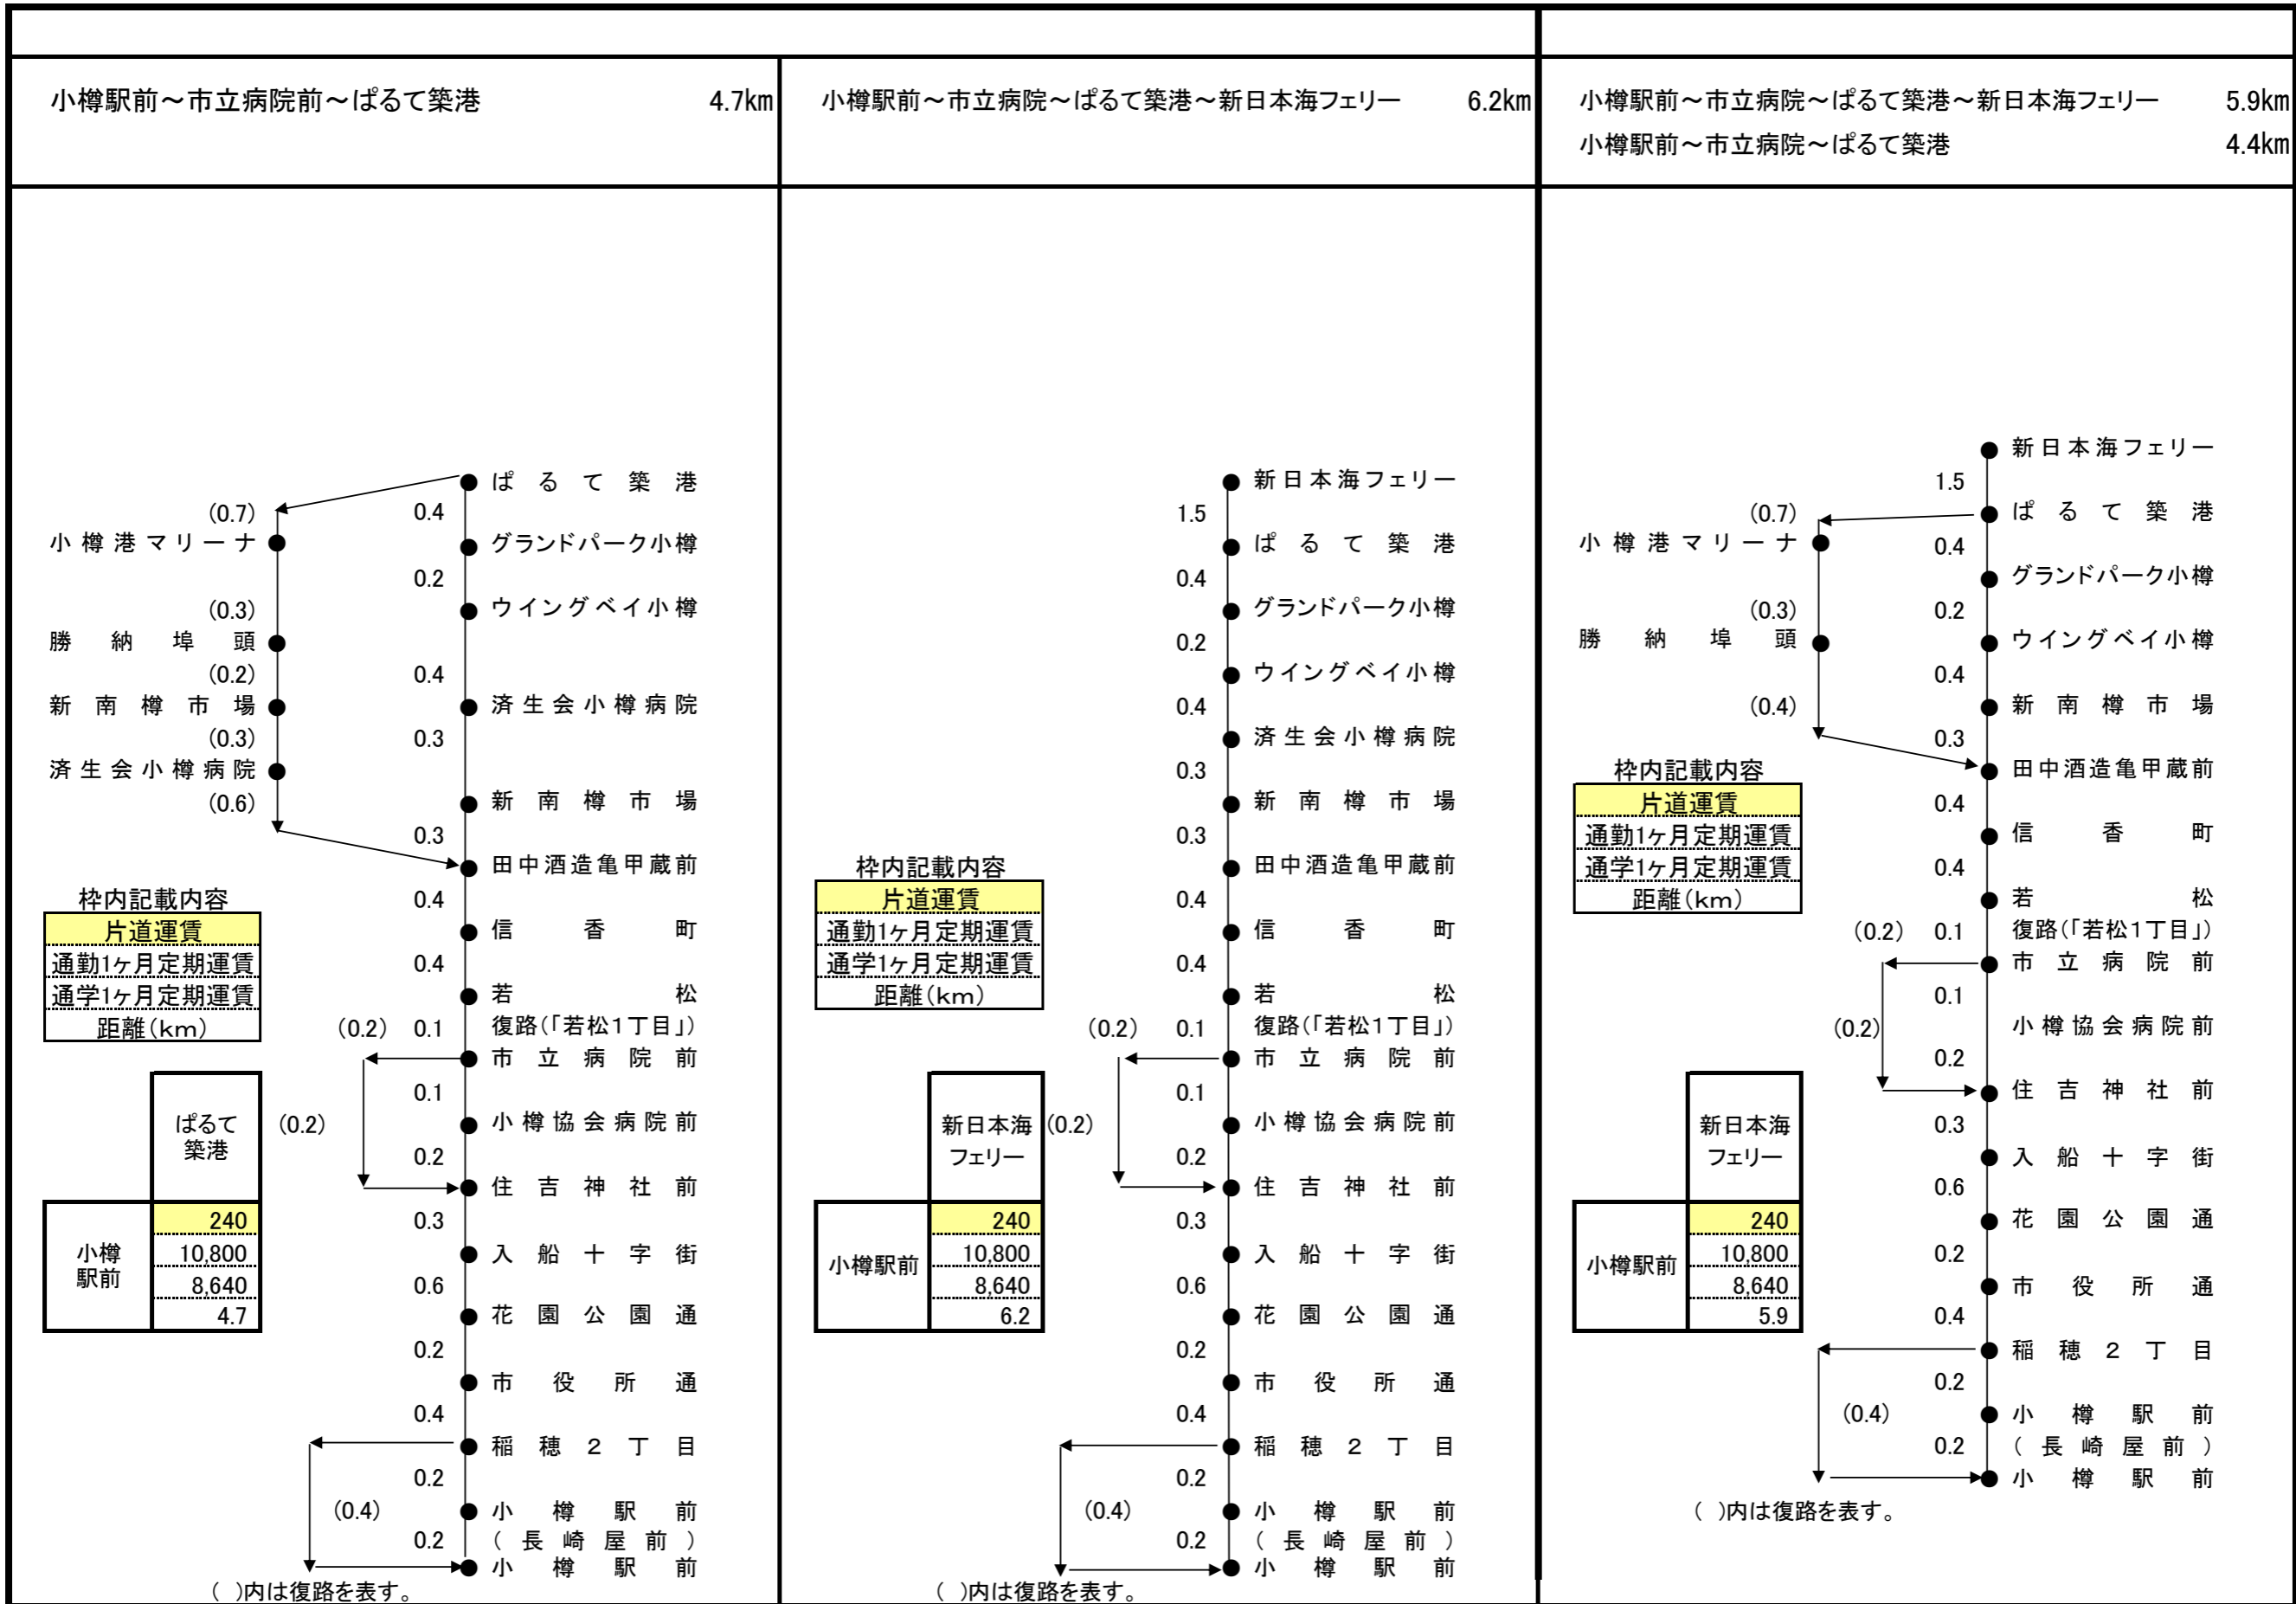 小樽駅前～市立病院前～ぱるて築港 4.7km
(0.7)
小樽港マリーナ
(0.3)
勝納埠頭
(0.2)
新南樽市場
(0.3)
済生会小樽病院
(0.6)
ぱるて築港
0.4
グランドパーク小樽
0.2
ウイングベイ小樽
0.4
済生会小樽病院
0.3
新南樽市場
0.3
田中酒造亀甲蔵前
0.4
信香町
0.4
若松
(0.2) 0.1 復路(「若松1丁目」)
市立病院前
0.1
(0.2) 小樽協会病院前
0.2
住吉神社前
0.3
入船十字街
0.6
花園公園通
0.2
市役所通
0.4
稲穂２丁目
0.2
(0.4) 小樽駅前
0.2 (長崎屋前)
小樽駅前
枠内記載内容
片道運賃
通勤1ヶ月定期運賃
通学1ヶ月定期運賃
距離(km)
ぱるて
築港
小樽
駅前
240
10,800
8,640
4.7
( )内は復路を表す。
小樽駅前～市立病院～ぱるて築港～新日本海フェリー 6.2km
新日本海フェリー
1.5
ぱるて築港
0.4
グランドパーク小樽
0.2
ウイングベイ小樽
0.4
済生会小樽病院
0.3
新南樽市場
0.3
田中酒造亀甲蔵前
0.4
信香町
0.4
若松
(0.2) 0.1 復路(「若松1丁目」)
市立病院前
0.1
(0.2) 小樽協会病院前
0.2
住吉神社前
0.3
入船十字街
0.6
花園公園通
0.2
市役所通
0.4
稲穂２丁目
0.2
(0.4) 小樽駅前
0.2 (長崎屋前)
小樽駅前
枠内記載内容
片道運賃
通勤1ヶ月定期運賃
通学1ヶ月定期運賃
距離(km)
新日本海
フェリー
小樽駅前
240
10,800
8,640
6.2
( )内は復路を表す。
小樽駅前～市立病院～ぱるて築港～新日本海フェリー 5.9km
小樽駅前～市立病院～ぱるて築港 4.4km
(0.7)
小樽港マリーナ
(0.3)
勝納埠頭
(0.4)
新日本海フェリー
1.5
ぱるて築港
0.4
グランドパーク小樽
0.2
ウイングベイ小樽
0.4
新南樽市場
0.3
田中酒造亀甲蔵前
0.4
信香町
0.4
若松
(0.2) 0.1 復路(「若松1丁目」)
市立病院前
0.1
(0.2) 小樽協会病院前
0.2
住吉神社前
0.3
入船十字街
0.6
花園公園通
0.2
市役所通
0.4
稲穂２丁目
0.2
(0.4) 小樽駅前
0.2 (長崎屋前)
小樽駅前
枠内記載内容
片道運賃
通勤1ヶ月定期運賃
通学1ヶ月定期運賃
距離(km)
新日本海
フェリー
小樽駅前
240
10,800
8,640
5.9
( )内は復路を表す。